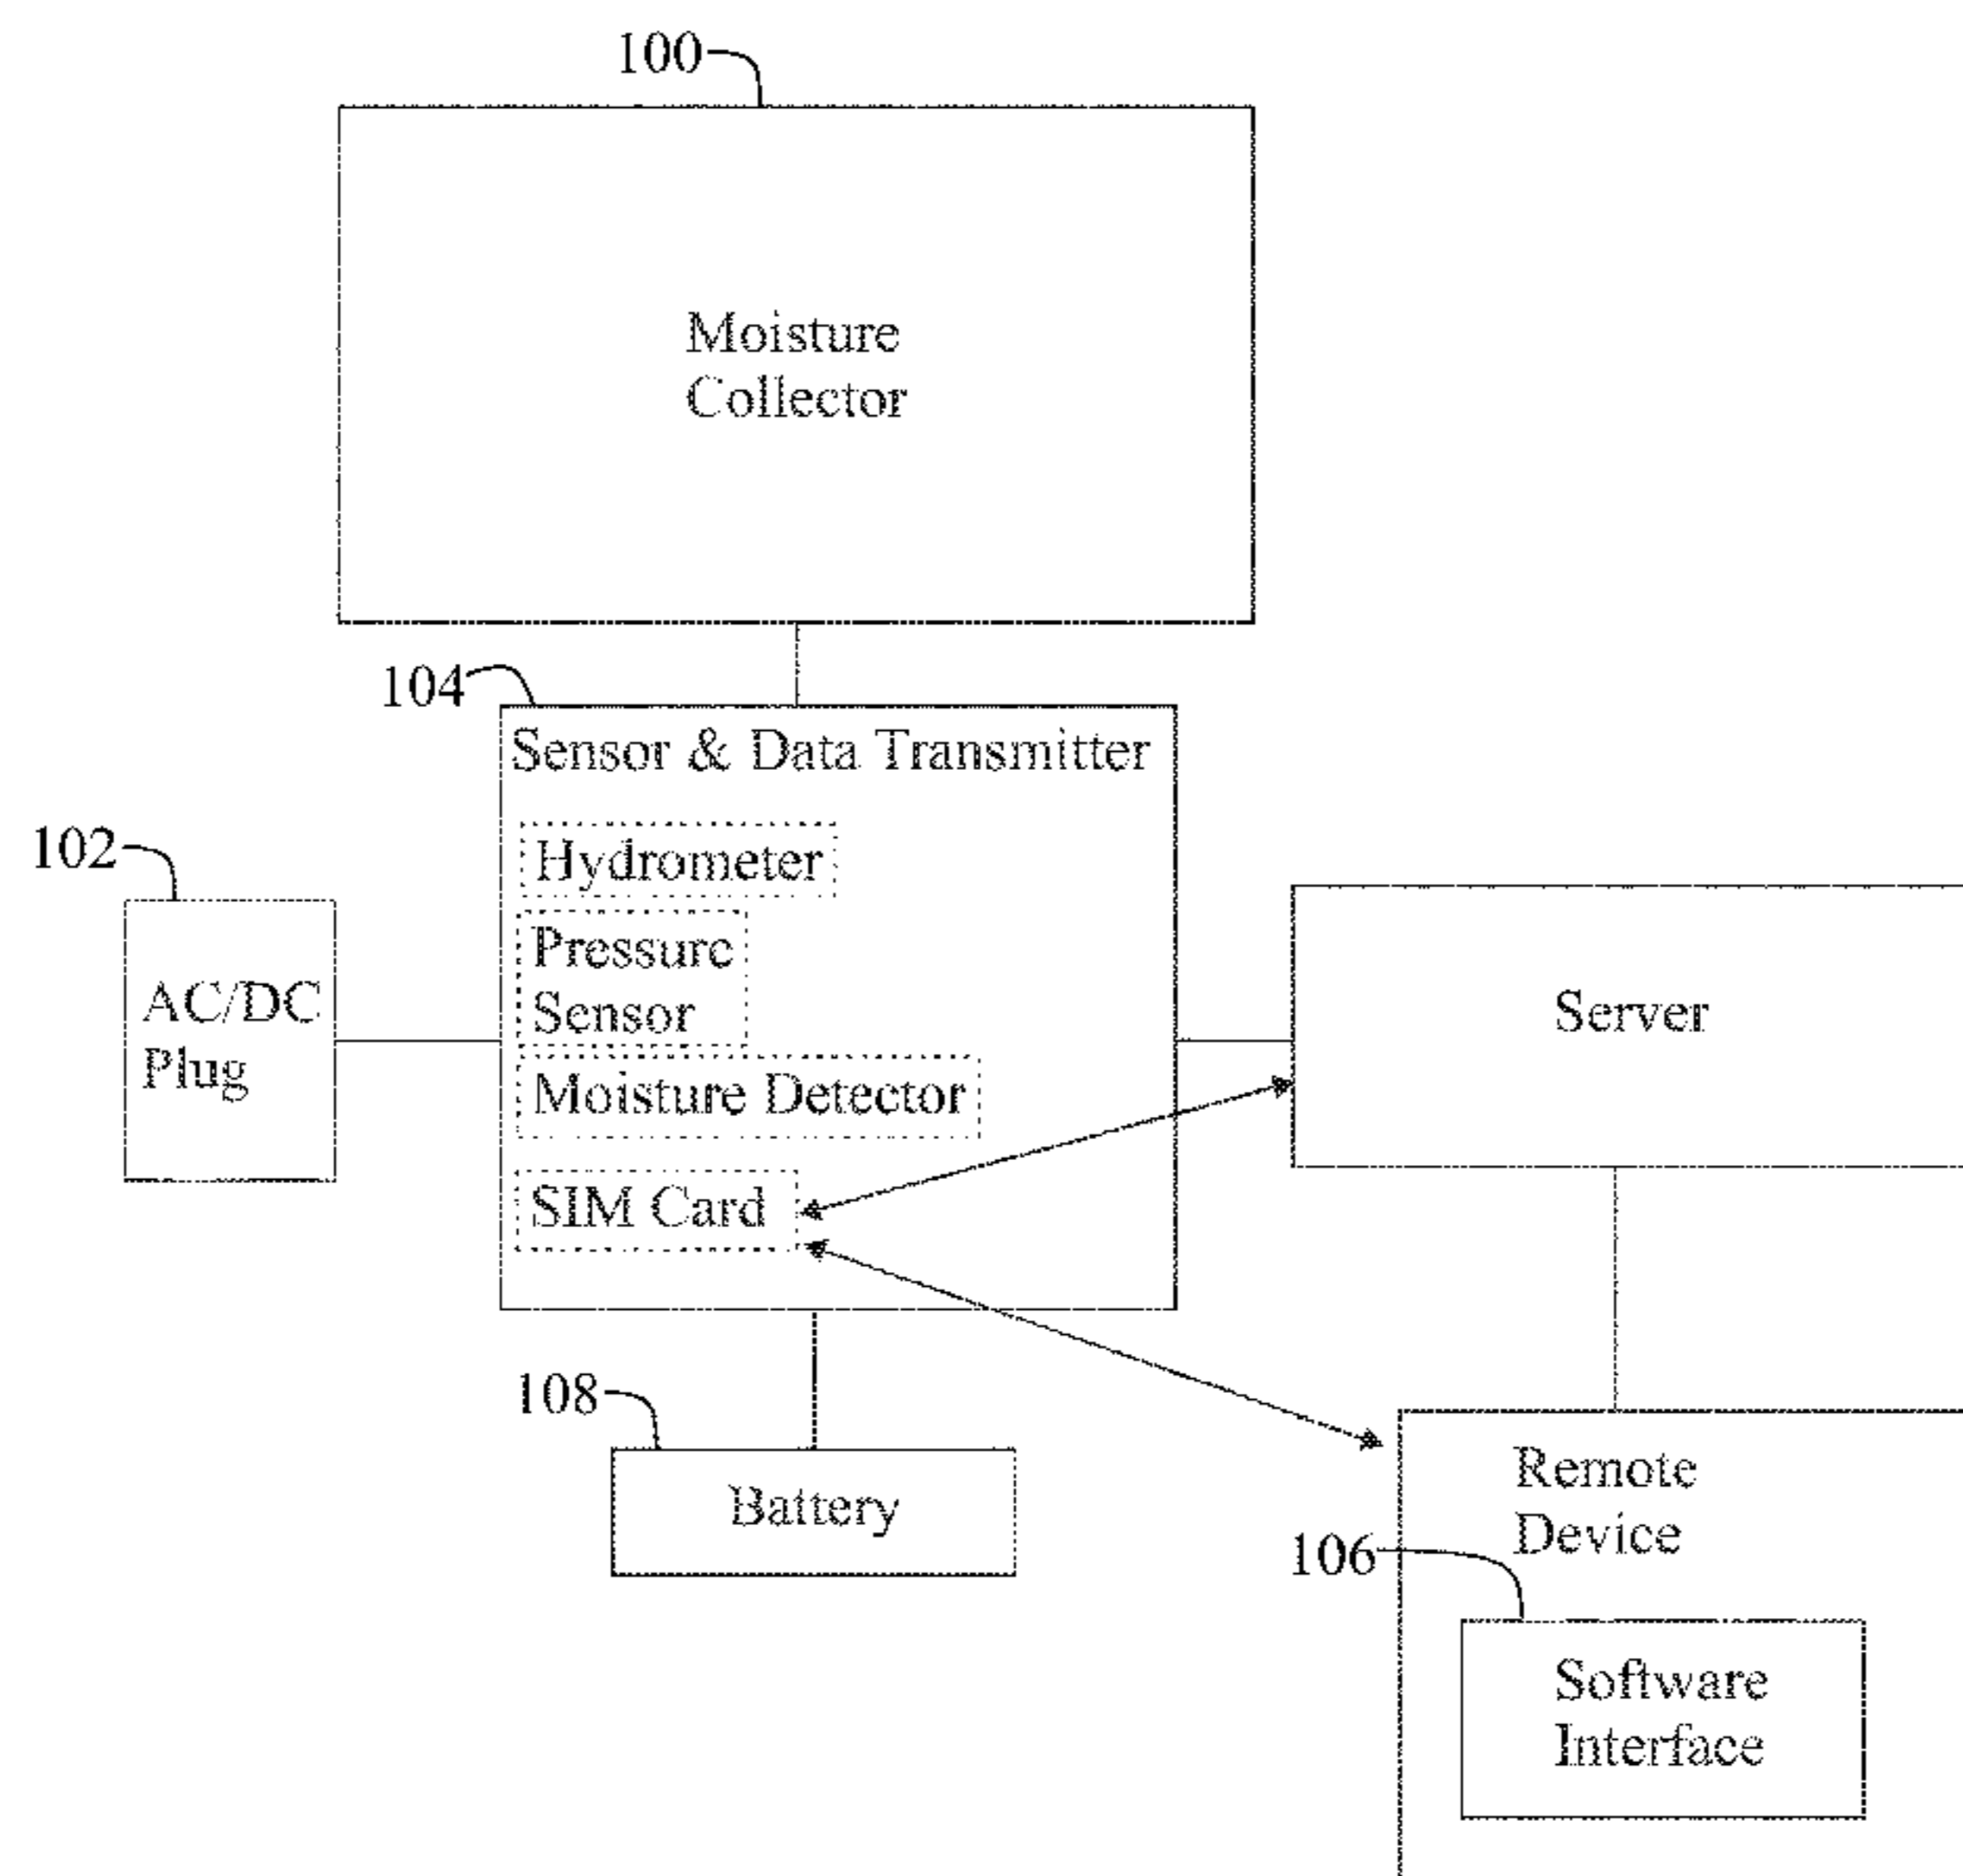 100
Moisture
Collector
104
Sensor & Data Transmitter
102
Hydrometer
Pressure
Sensor
AC/DC
Plug
Server
Moisture Detector
SIM Card
108
Battery
Remote
Device
106
Software
Interface